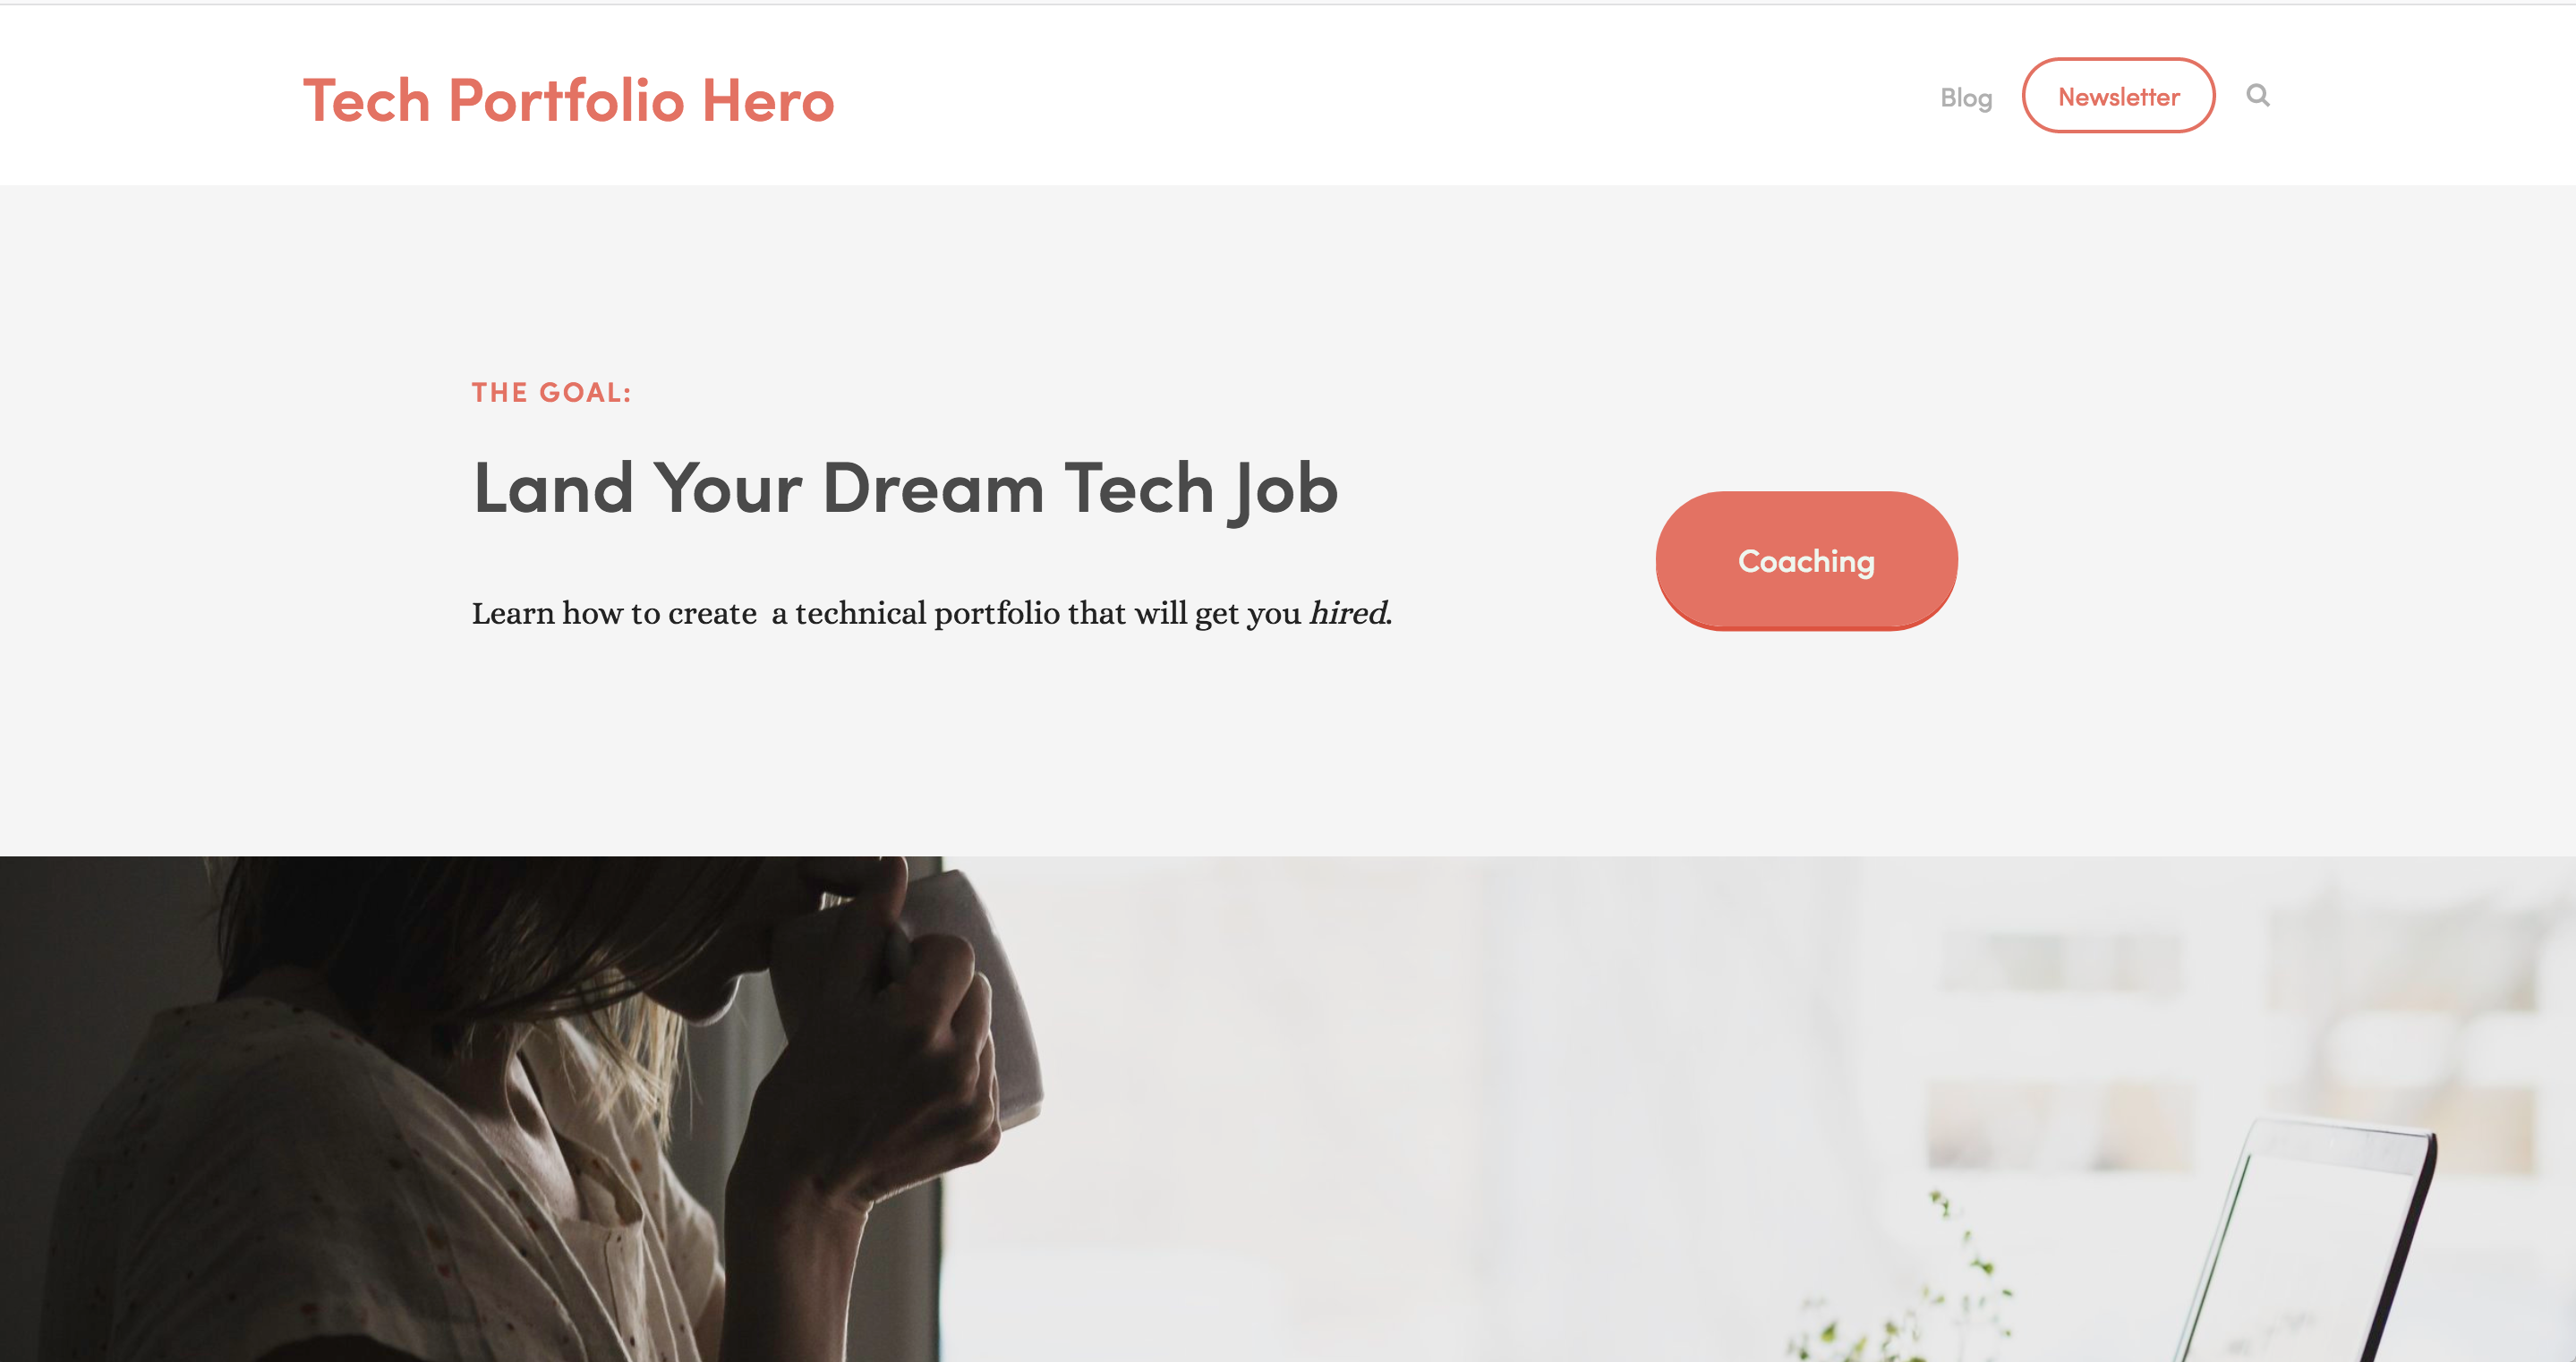 Tech Portfolio Hero
Blog
Newsletter
THE GOAL:
Land Your Dream Tech Job
Learn how to create  a technical portfolio that will get you hired.
Coaching